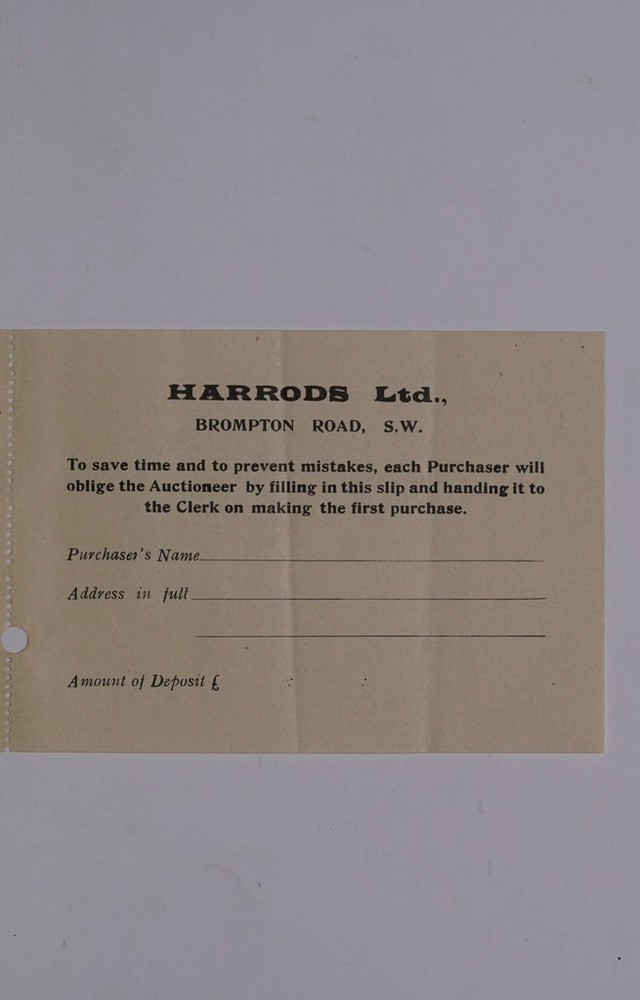 HARRODS Ltd.,
BROMPTON ROAD, S.W.
To save time and to prevent mistakes, each Purchaser will
oblige the Auctioneer by filling in this slip and handing it to
the Clerk on making the first purchase.
Purchaser's Name
Address in full
Amount of Deposit £ : :